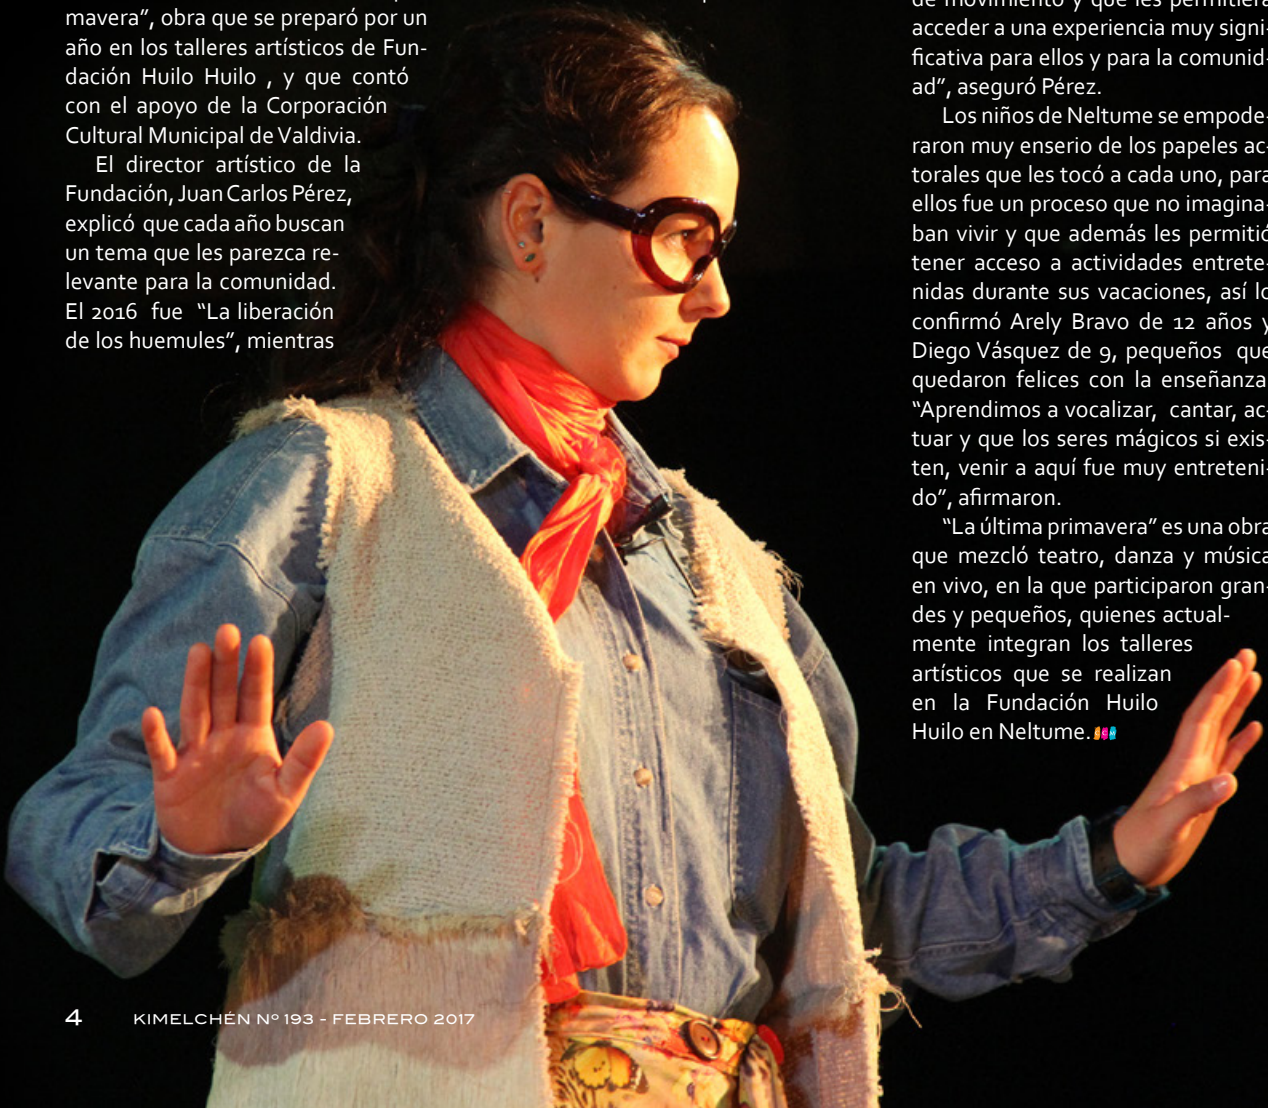 mavera”, obra que se preparó por un
año en los talleres artísticos de Fun-
dación Huilo Huilo , y que contó
con el apoyo de la Corporación
Cultural Municipal de Valdivia.
El director artístico de la
Fundación, Juan Carlos Pérez,
explicó que cada año buscan
un tema que les parezca re-
levante para la comunidad.
El 2016 fue “La liberación
de los huemules”, mientras
de movimiento y que les permitiera
acceder a una experiencia muy signi-
ficativa para ellos y para la comunid-
ad”, aseguró Pérez.
Los niños de Neltume se empode-
raron muy enserio de los papeles ac-
torales que les tocó a cada uno, para
ellos fue un proceso que no imagina-
ban vivir y que además les permitió
tener acceso a actividades entrete-
nidas durante sus vacaciones, así lo
confirmó Arely Bravo de 12 años y
Diego Vásquez de 9, pequeños que
quedaron felices con la enseñanza
“Aprendimos a vocalizar, cantar, ac-
tuar y que los seres mágicos si exis-
ten, venir a aquí fue muy entreteni-
do”, afirmaron.
“La última primavera” es una obra
que mezcló teatro, danza y música
en vivo, en la que participaron gran-
des y pequeños, quienes actual-
mente integran los talleres
artísticos que se realizan
en la Fundación Huilo
Huilo en Neltume.
4 KIMELCHÉN Nº 193 - FEBRERO 2017